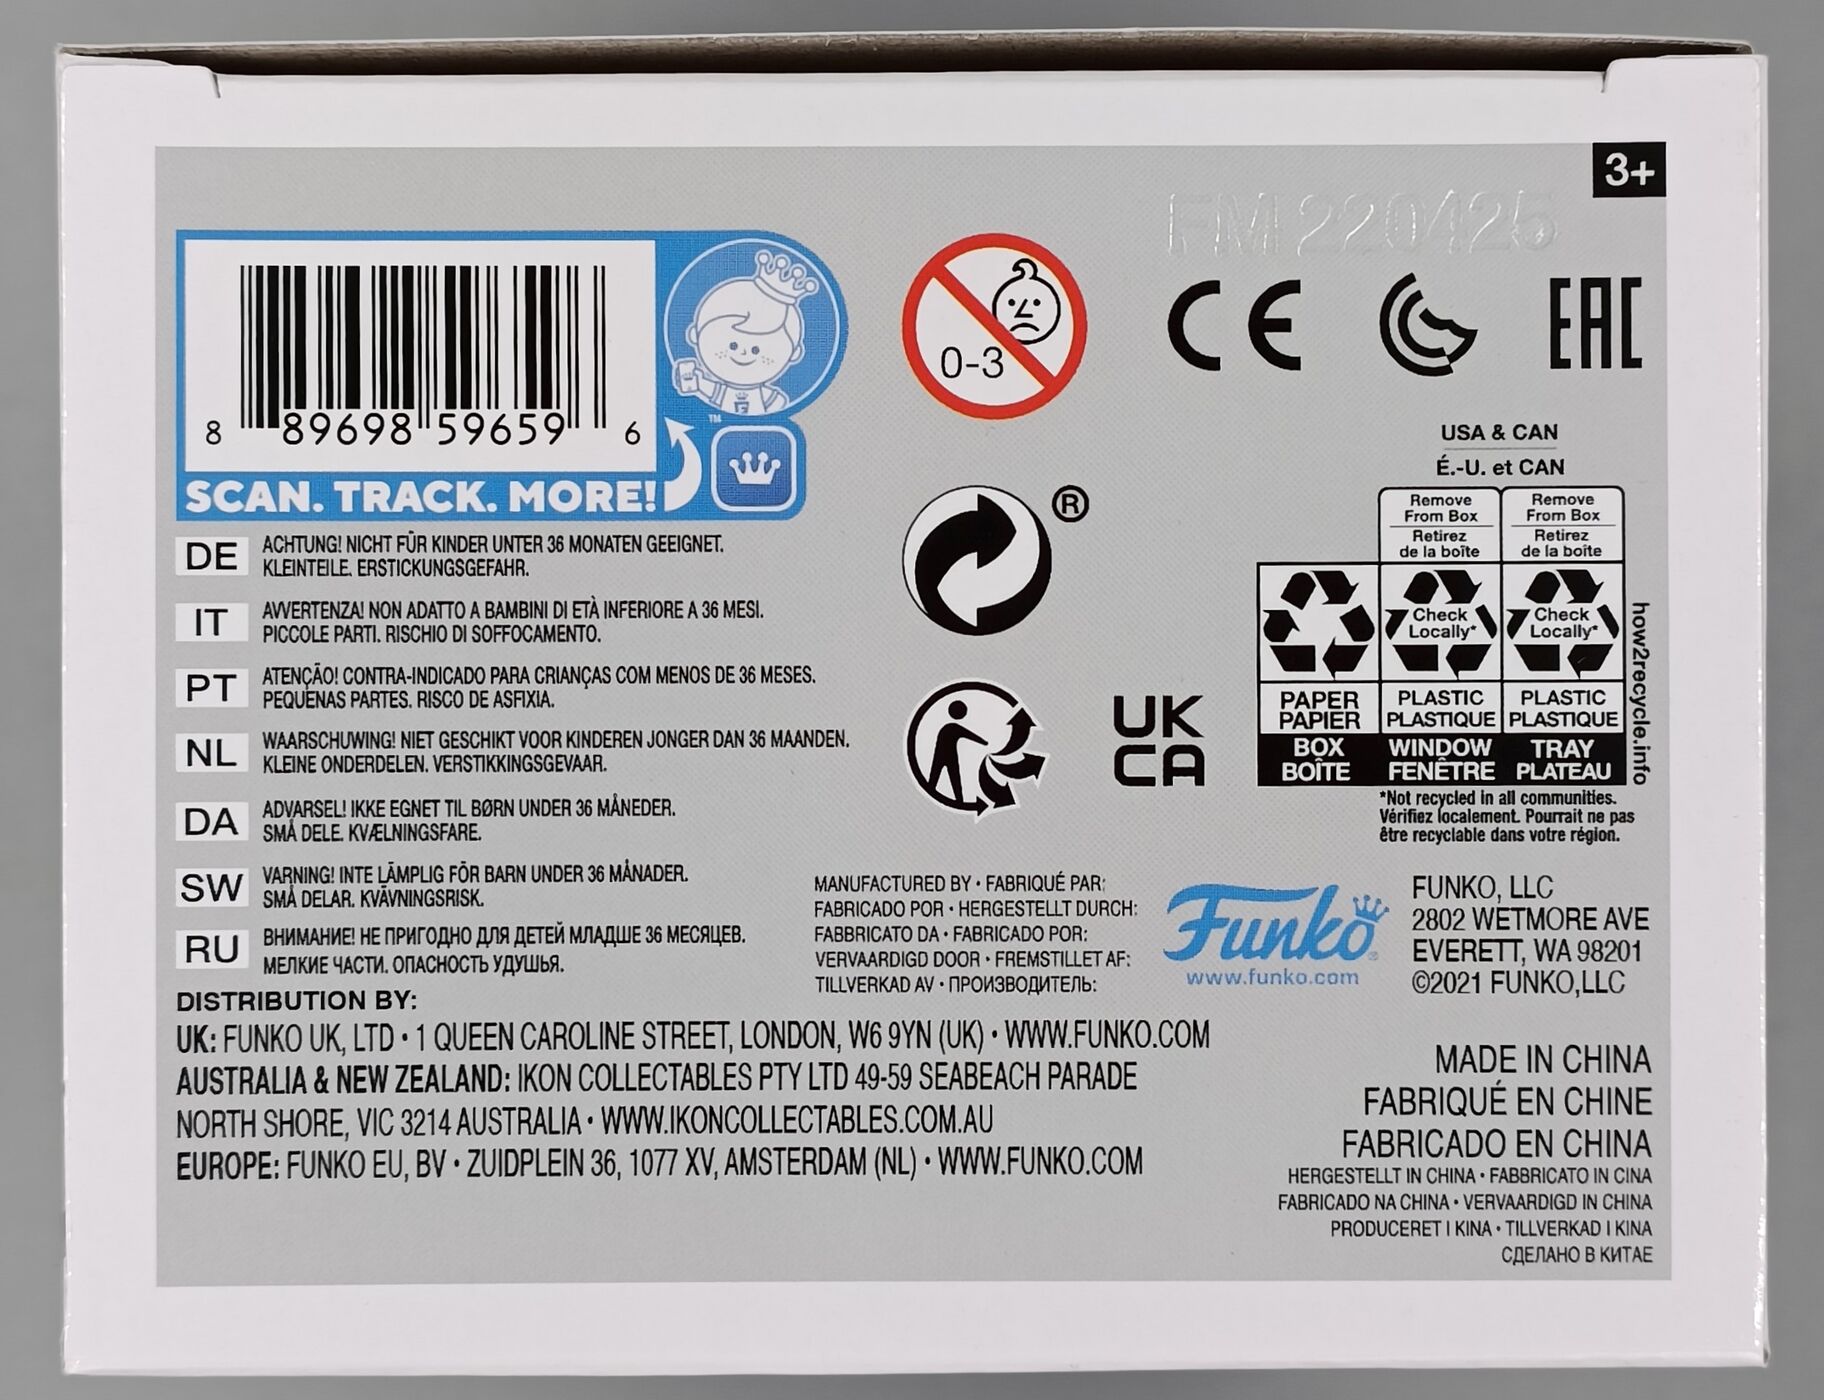 3+
FM 220425
8 89698 59659 6
™
SCAN. TRACK. MORE!
0-3
CE
EAC
USA & CAN
É.-U. et CAN
®
Remove
From Box
Retirez
de la boîte
Remove
From Box
Retirez
de la boîte
Check
Locally*
Check
Locally*
PAPER
PAPIER
PLASTIC
PLASTIQUE
PLASTIC
PLASTIQUE
BOX
BOÎTE
WINDOW
FENÊTRE
TRAY
PLATEAU
how2recycle.info
*Not recycled in all communities.
Vérifiez localement. Pourrait ne pas
être recyclable dans votre région.
UK
CA
DE ACHTUNG! NICHT FÜR KINDER UNTER 36 MONATEN GEEIGNET.
KLEINTEILE. ERSTICKUNGSGEFAHR.
IT AVVERTENZA! NON ADATTO A BAMBINI DI ETÀ INFERIORE A 36 MESI.
PICCOLE PARTI. RISCHIO DI SOFFOCAMENTO.
PT ATENÇÃO! CONTRA-INDICADO PARA CRIANÇAS COM MENOS DE 36 MESES.
PEQUENAS PARTES. RISCO DE ASFIXIA.
NL WAARSCHUWING! NIET GESCHIKT VOOR KINDEREN JONGER DAN 36 MAANDEN.
KLEINE ONDERDELEN. VERSTIKKINGSGEVAAR.
DA ADVARSEL! IKKE EGNET TIL BØRN UNDER 36 MÅNEDER.
SMÅ DELE. KVÆLNINGSFARE.
SW VARNING! INTE LÄMPLIG FÖR BARN UNDER 36 MÅNADER.
SMÅ DELAR. KVÄVNINGSRISK.
RU ВНИМАНИЕ! НЕ ПРИГОДНО ДЛЯ ДЕТЕЙ МЛАДШЕ 36 МЕСЯЦЕВ.
МЕЛКИЕ ЧАСТИ. ОПАСНОСТЬ УДУШЬЯ.
MANUFACTURED BY • FABRIQUÉ PAR:
FABRICADO POR • HERGESTELLT DURCH:
FABBRICATO DA • FABRICADO POR:
VERVAARDIGD DOOR • FREMSTILLET AF:
TILLVERKAD AV • ПРОИЗВОДИТЕЛЬ:
Funko®
www.funko.com
FUNKO, LLC
2802 WETMORE AVE
EVERETT, WA 98201
©2021 FUNKO,LLC
DISTRIBUTION BY:
UK: FUNKO UK, LTD • 1 QUEEN CAROLINE STREET, LONDON, W6 9YN (UK) • WWW.FUNKO.COM
AUSTRALIA & NEW ZEALAND: IKON COLLECTABLES PTY LTD 49-59 SEABEACH PARADE
NORTH SHORE, VIC 3214 AUSTRALIA • WWW.IKONCOLLECTABLES.COM.AU
EUROPE: FUNKO EU, BV • ZUIDPLEIN 36, 1077 XV, AMSTERDAM (NL) • WWW.FUNKO.COM
MADE IN CHINA
FABRIQUÉ EN CHINE
FABRICADO EN CHINA
HERGESTELLT IN CHINA • FABBRICATO IN CINA
FABRICADO NA CHINA • VERVAARDIGD IN CHINA
PRODUCERET I KINA • TILLVERKAD I KINA
СДЕЛАНО В КИТАЕ